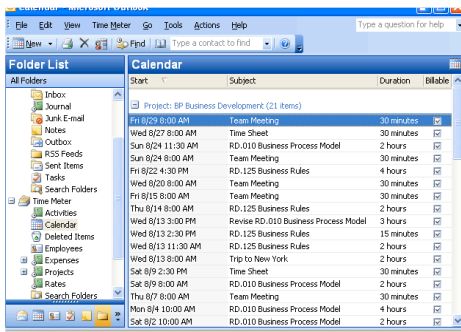 Calendar - Microsoft Outlook
File Edit View Time Meter Go Tools Actions Help Type a question for help
New Find Type a contact to find
Folder List
All Folders
Inbox
Journal
Junk E-mail
Notes
Outbox
RSS Feeds
Sent Items
Tasks
Search Folders
Time Meter
Activities
Calendar
Deleted Items
Employees
Expenses
Projects
Rates
Search Folders
Calendar
Start Subject Duration Billable
Project: BP Business Development (21 items)
Fri 8/29 8:00 AM Team Meeting 30 minutes
Wed 8/27 8:00 AM Time Sheet 30 minutes
Sun 8/24 11:30 AM RD.010 Business Process Model 2 hours
Sun 8/24 8:00 AM Team Meeting 30 minutes
Fri 8/22 4:30 PM RD.125 Business Rules 4 hours
Wed 8/20 8:00 AM Team Meeting 30 minutes
Fri 8/15 8:00 AM Team Meeting 30 minutes
Thu 8/14 8:00 AM RD.125 Business Rules 2 hours
Wed 8/13 3:00 PM Revise RD.010 Business Process Model 3 hours
Wed 8/13 2:30 PM RD.125 Business Rules 15 minutes
Wed 8/13 11:30 AM RD.125 Business Rules 2 hours
Wed 8/13 8:00 AM Trip to New York 2 hours
Sat 8/9 2:30 PM Time Sheet 30 minutes
Sat 8/9 8:00 AM RD.010 Business Process Model 2 hours
Thu 8/7 8:00 AM Team Meeting 30 minutes
Mon 8/4 10:00 AM RD.010 Business Process Model 4 hours
Sat 8/2 10:00 AM RD.010 Business Process Model 2 hours